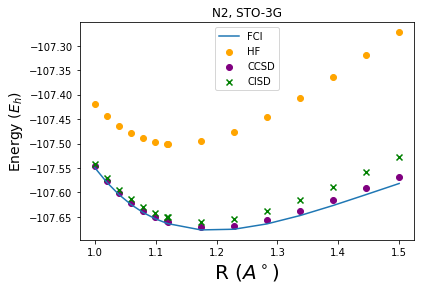 N2, STO-3G
FCI
HF
CCSD
CISD
Energy (E_h)
−107.30
−107.35
−107.40
−107.45
−107.50
−107.55
−107.60
−107.65
1.0 1.1 1.2 1.3 1.4 1.5
R (A°)